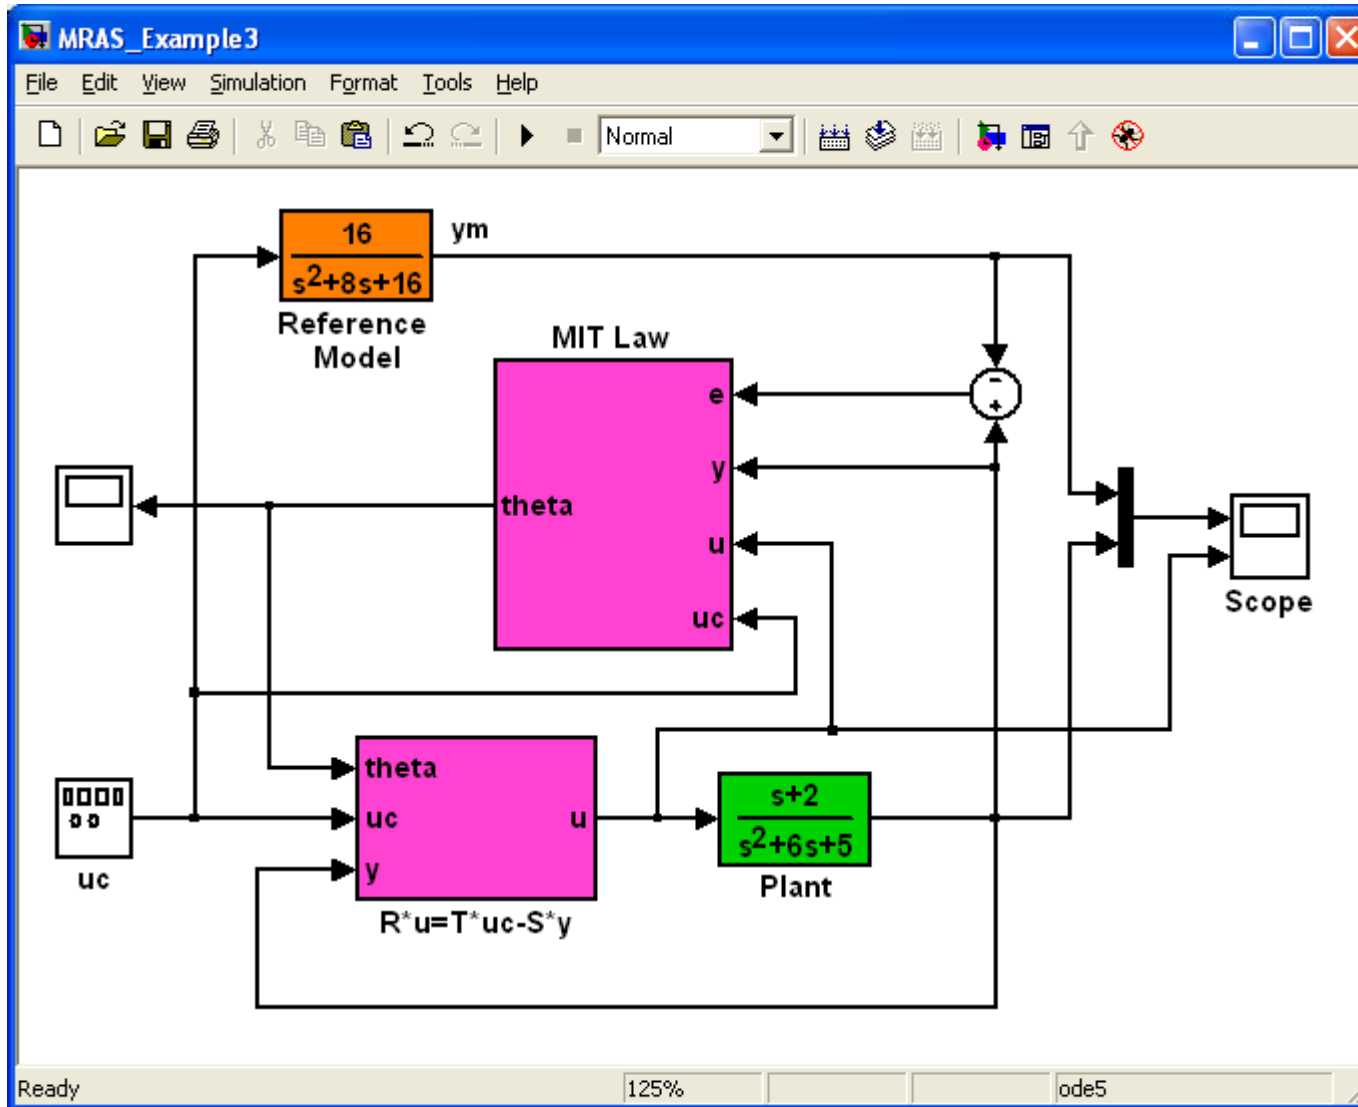 MRAS_Example3
File Edit View Simulation Format Tools Help
Normal
16
s2+8s+16
ym
Reference
Model
MIT Law
e
y
theta
u
uc
Scope
theta
uc
u
y
s+2
s2+6s+5
uc
Plant
R*u=T*uc-S*y
Ready 125% ode5